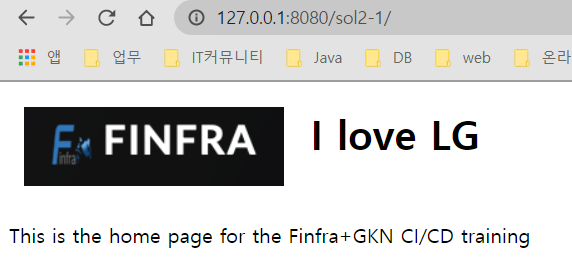 127.0.0.1:8080/sol2-1/
앱 업무 IT커뮤니티 Java DB web 온라
Finfra FINFRA I love LG
This is the home page for the Finfra+GKN CI/CD training